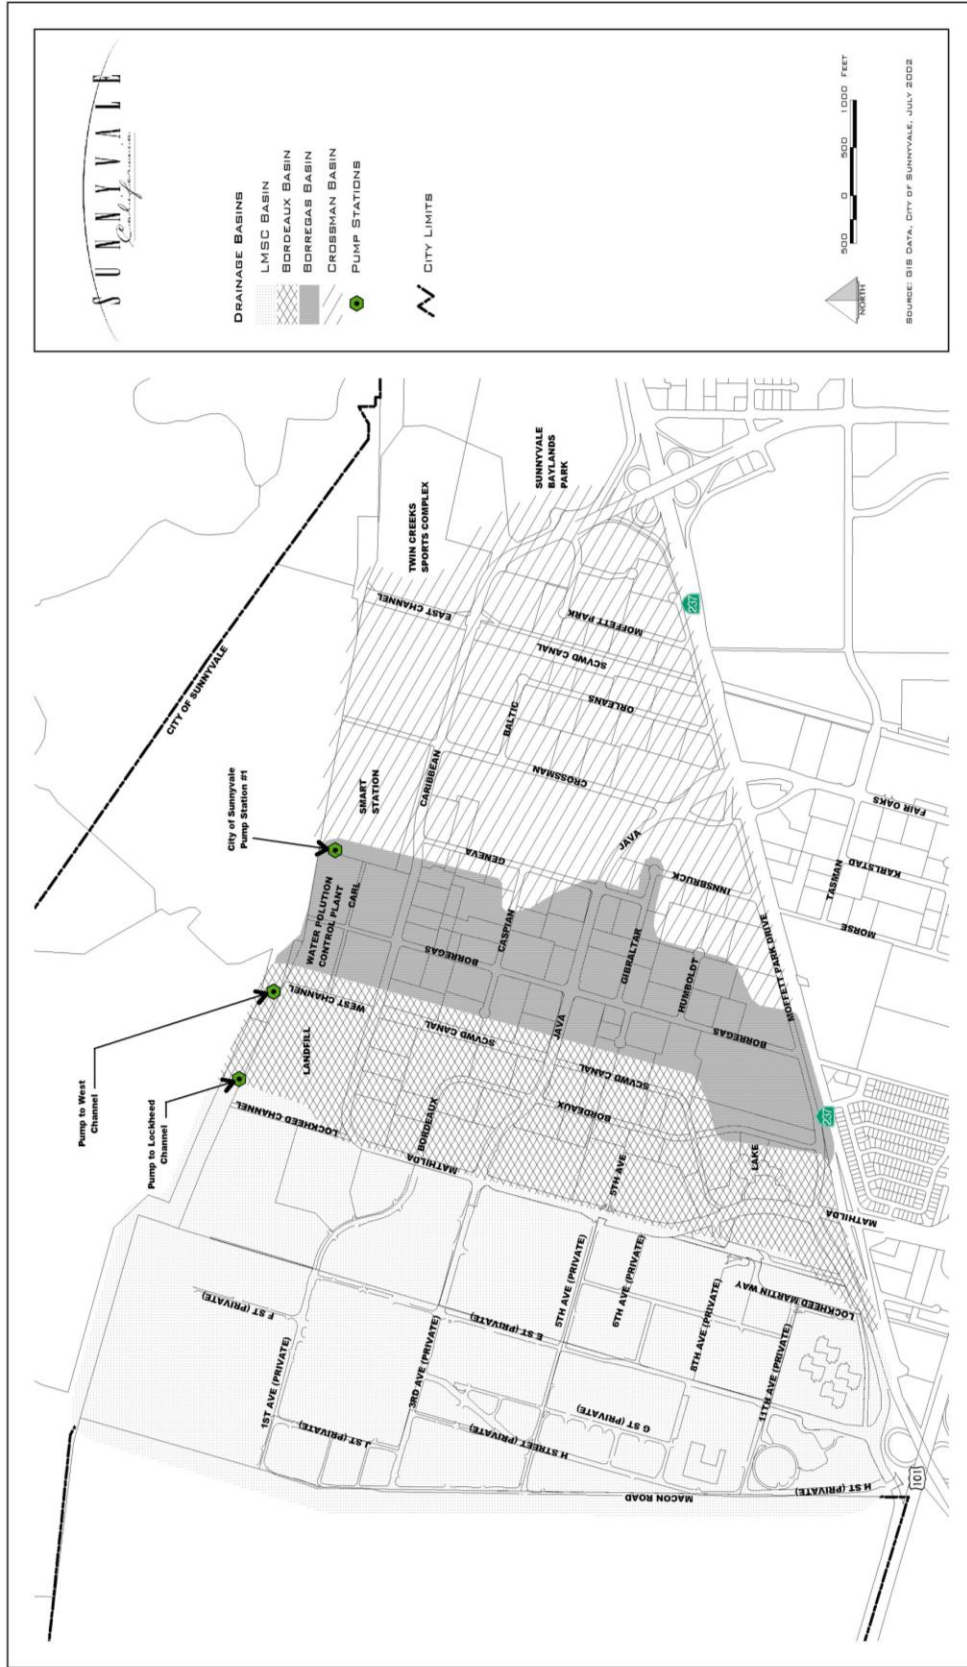 SUNNYVALE
California
DRAINAGE BASINS
LMSC BASIN
BORDEAUX BASIN
BORREGAS BASIN
CROSSMAN BASIN
PUMP STATIONS
CITY LIMITS
500 0 500 1000 FEET
NORTH
SOURCE: GIS DATA, CITY OF SUNNYVALE, JULY 2002
CITY OF SUNNYVALE
TWIN CREEKS
SPORTS COMPLEX
SUNNYVALE
BAYLANDS
PARK
EAST CHANNEL
MOFFETT PARK
SCVWD CANAL
ORLEANS
BALTIC
CROSSMAN
CARIBBEAN
SMART
STATION
City of Sunnyvale
Pump Station #1
237
GENEVA
JAVA
INNSBRUCK
FAIR OAKS
KARLSTAD
TASMAN
MORSE
MOFFETT PARK DRIVE
WATER POLUTION
CONTROL PLANT
CARL
CASPIAN
BORREGAS
GIBRALTAR
HUMBOLDT
BORREGAS
JAVA
WEST CHANNEL
SCVWD CANAL
SCVWD CANAL
LANDFILL
Pump to West
Channel
Pump to Lockheed
Channel
LOCKHEED CHANNEL
BORDEAUX
BORDEAUX
MATHILDA
5TH AVE
LAKE
237
MATHILDA
LOCKHEED MARTIN WAY
F ST (PRIVATE)
E ST (PRIVATE)
1ST AVE (PRIVATE)
3RD AVE (PRIVATE)
5TH AVE (PRIVATE)
6TH AVE (PRIVATE)
8TH AVE (PRIVATE)
11TH AVE (PRIVATE)
J ST (PRIVATE)
H STREET (PRIVATE)
G ST (PRIVATE)
MACON ROAD
H ST (PRIVATE)
101